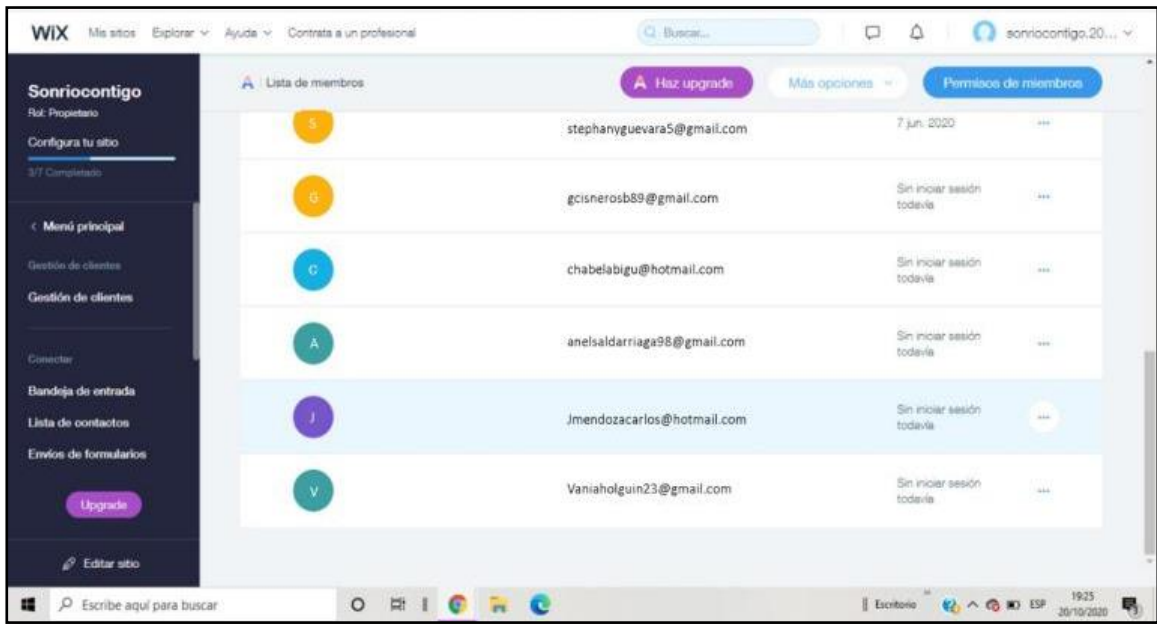 WiX Mis sitios Explorar Ayuda Contrata a un profesional Buscar... sonriocontigo.20...
Sonriocontigo
Rol: Propietario
Configura tu sitio
3/7 Completado
< Menú principal
Gestión de clientes
Gestión de clientes
Conectar
Bandeja de entrada
Lista de contactos
Envíos de formularios
Upgrade
Editar sitio
Lista de miembros Haz upgrade Más opciones Permisos de miembros
S stephanyguevara5@gmail.com 7 jun. 2020 ...
G gcisnerosb89@gmail.com Sin iniciar sesión
todavía ...
C chabelabigu@hotmail.com Sin iniciar sesión
todavía ...
A anelsaldarriaga98@gmail.com Sin iniciar sesión
todavía ...
J Jmendozacarlos@hotmail.com Sin iniciar sesión
todavía ...
V Vaniaholguin23@gmail.com Sin iniciar sesión
todavía ...
Escribe aquí para buscar Escritorio ESP 19:25
20/10/2020